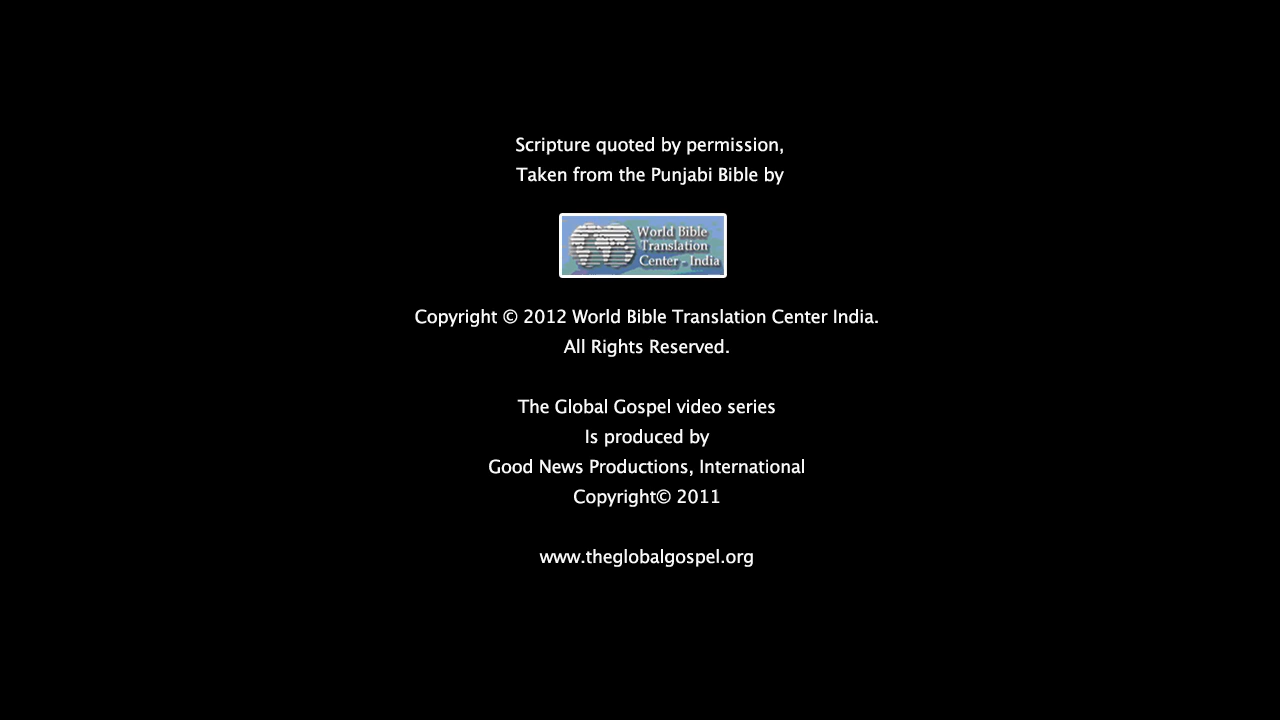 Scripture quoted by permission,
Taken from the Punjabi Bible by
World Bible
Translation
Center - India
Copyright © 2012 World Bible Translation Center India.
All Rights Reserved.
The Global Gospel video series
Is produced by
Good News Productions, International
Copyright© 2011
www.theglobalgospel.org